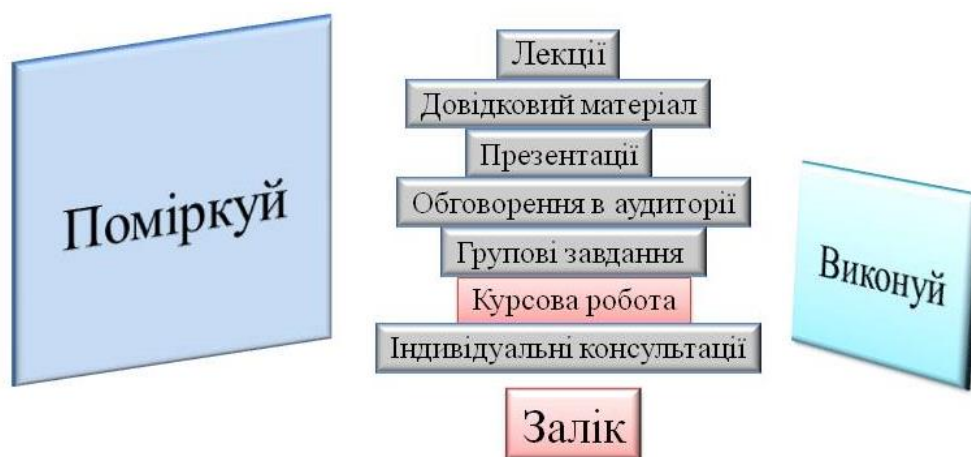 Поміркуй
Лекції
Довідковий матеріал
Презентації
Обговорення в аудиторії
Групові завдання
Курсова робота
Індивідуальні консультації
Залік
Виконуй